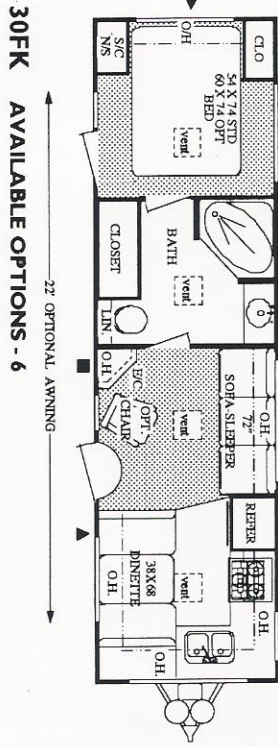 30FK AVAILABLE OPTIONS - 6
22' OPTIONAL AWNING
O/H
CLO
S/C
N/S
54 X 74 STD
60 X 74 OPT
BED
vent
BATH
vent
CLOSET
LIN.
O.H.
E/C.
OPT.
CHAIR
vent
O.H.
72"
SOFA-SLEEPER
REFER
O.H.
vent
38X68
DINETTE
O.H.
O.H.